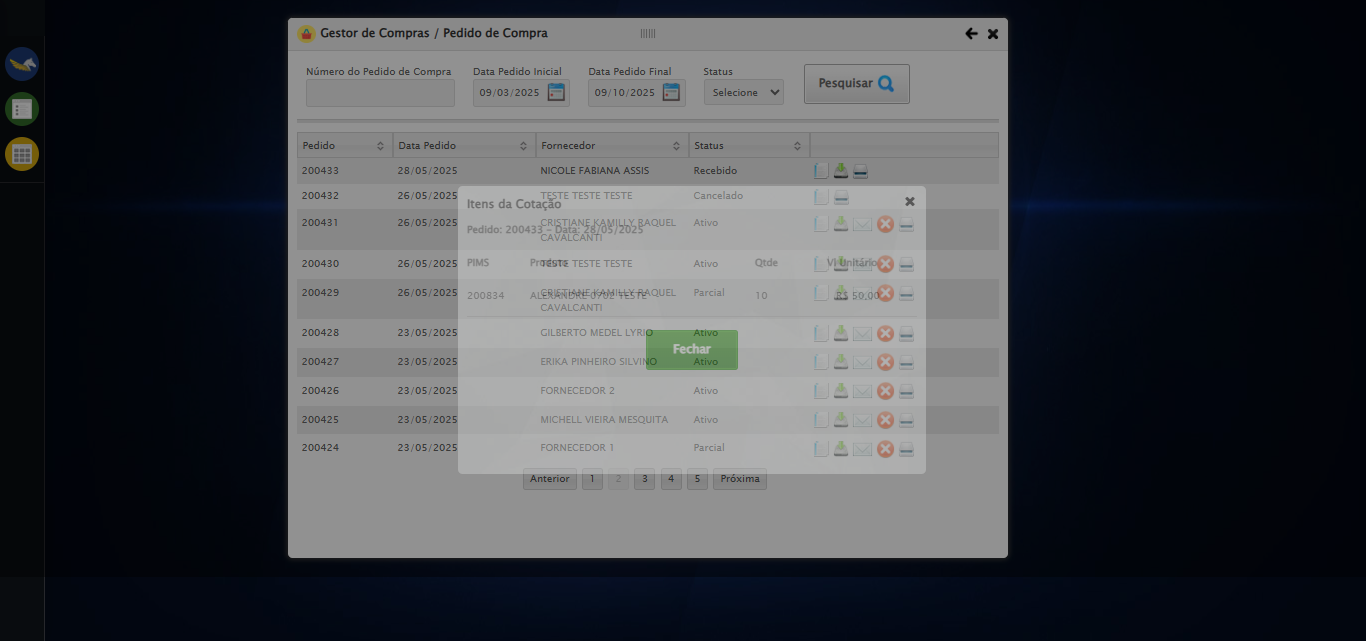 Gestor de Compras / Pedido de Compra
Número do Pedido de Compra Data Pedido Inicial Data Pedido Final Status
09/03/2025 09/10/2025 Selecione Pesquisar
Pedido Data Pedido Fornecedor Status
200433 28/05/2025 NICOLE FABIANA ASSIS Recebido
200432 26/05/2025 TESTE TESTE TESTE Cancelado
200431 26/05/2025 CRISTIANE KAMILLY RAQUEL CAVALCANTI Ativo
200430 26/05/2025 TESTE TESTE TESTE Ativo
200429 26/05/2025 CRISTIANE KAMILLY RAQUEL CAVALCANTI Parcial
200428 23/05/2025 GILBERTO MEDEL LYRIO Ativo
200427 23/05/2025 ERIKA PINHEIRO SILVINO Ativo
200426 23/05/2025 FORNECEDOR 2 Ativo
200425 23/05/2025 MICHELL VIEIRA MESQUITA Ativo
200424 23/05/2025 FORNECEDOR 1 Parcial
Anterior 1 2 3 4 5 Próxima
Itens da Cotação
Pedido: 200433 - Data: 28/05/2025
PIMS Produto Qtde Vl Unitário
200834 ALEXANDRE 0702 TESTE 10 R$ 50,00
Fechar